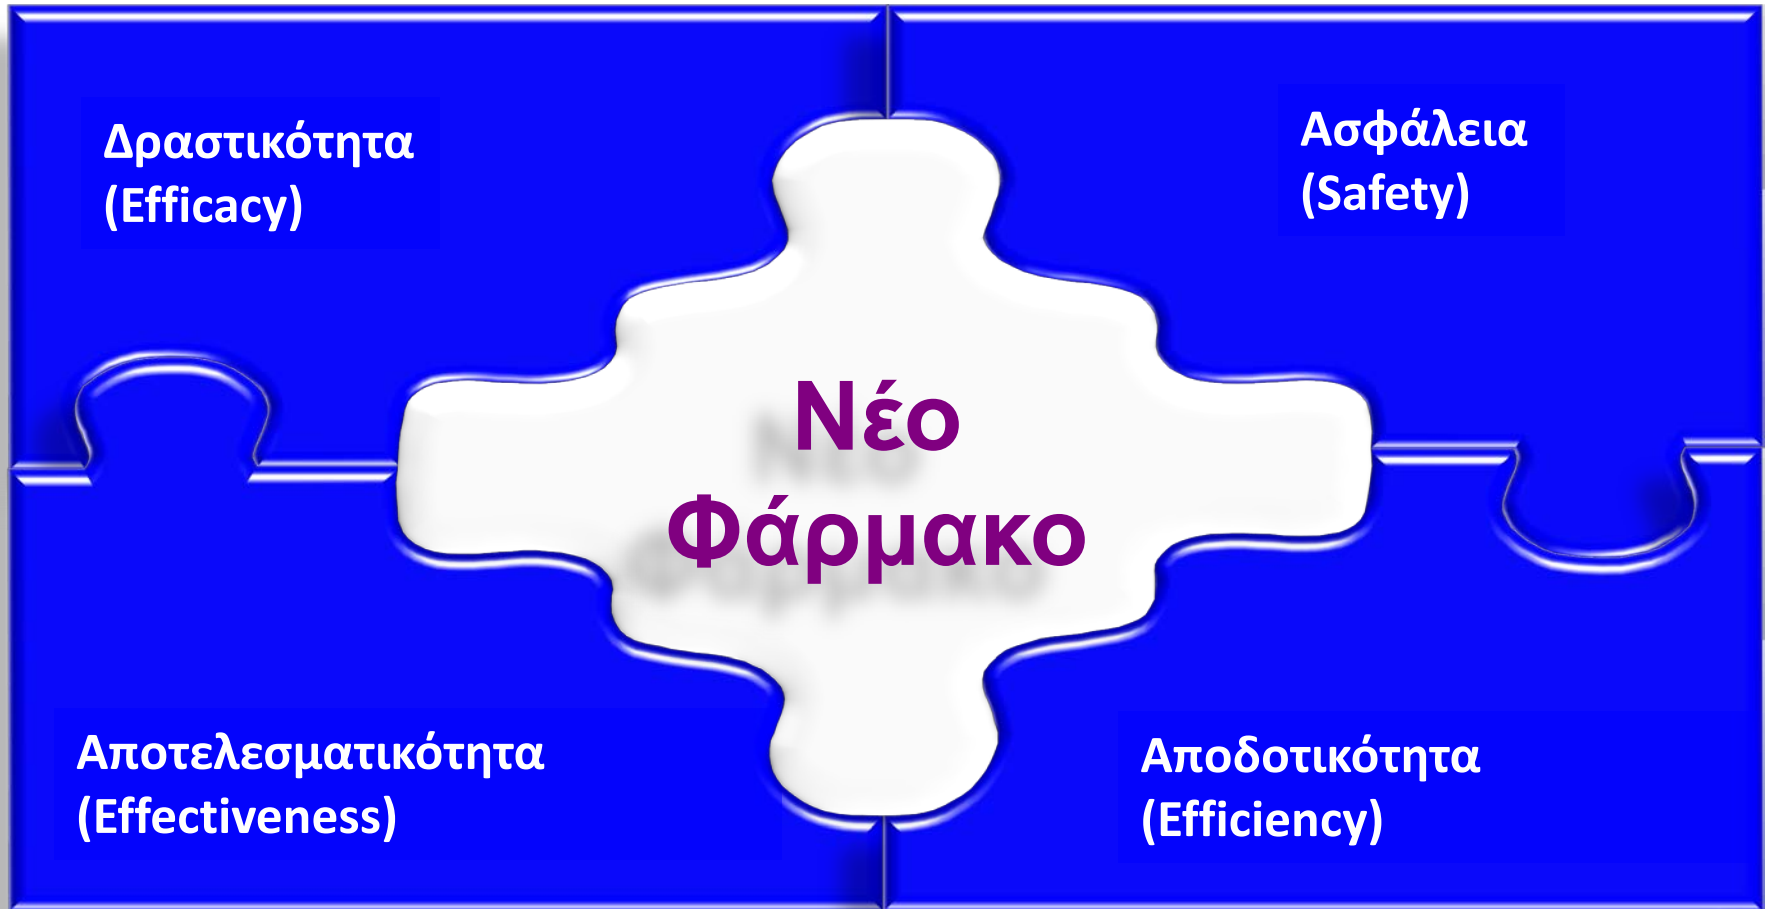 Δραστικότητα
(Efficacy)
Ασφάλεια
(Safety)
Νέο
Φάρμακο
Αποτελεσματικότητα
(Effectiveness)
Αποδοτικότητα
(Efficiency)